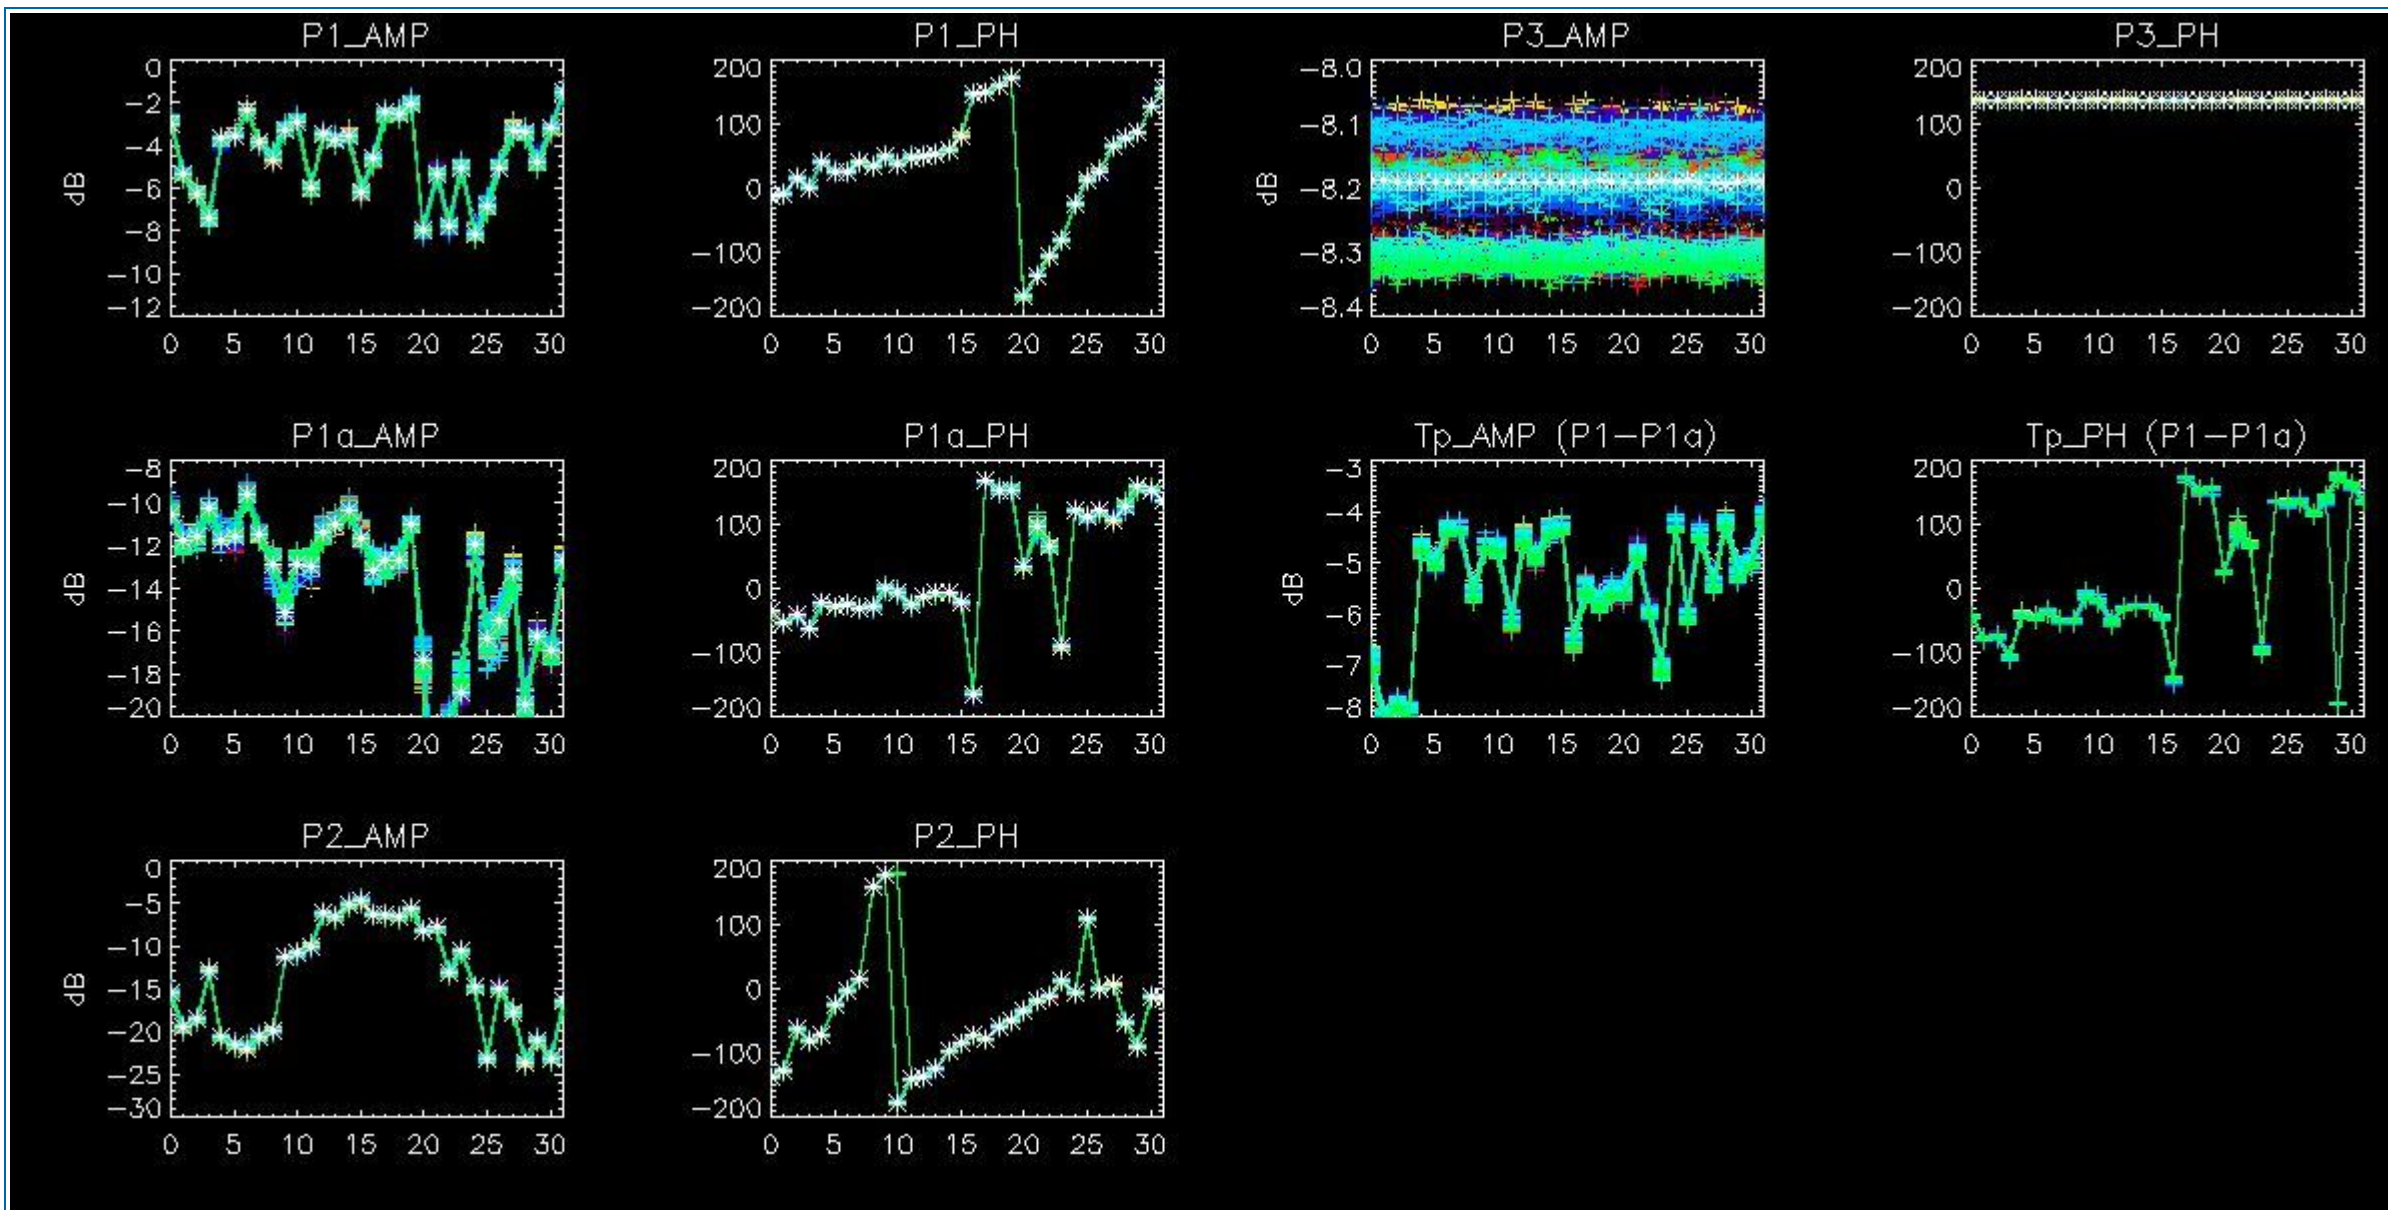 P1_AMP
0
−2
−4
−6
−8
−10
−12
dB
0 5 10 15 20 25 30
P1_PH
200
100
0
−100
−200
0 5 10 15 20 25 30
P3_AMP
−8.0
−8.1
−8.2
−8.3
−8.4
dB
0 5 10 15 20 25 30
P3_PH
200
100
0
−100
−200
0 5 10 15 20 25 30
P1a_AMP
−8
−10
−12
−14
−16
−18
−20
dB
0 5 10 15 20 25 30
P1a_PH
200
100
0
−100
−200
0 5 10 15 20 25 30
Tp_AMP (P1−P1a)
−3
−4
−5
−6
−7
−8
dB
0 5 10 15 20 25 30
Tp_PH (P1−P1a)
200
100
0
−100
−200
0 5 10 15 20 25 30
P2_AMP
0
−5
−10
−15
−20
−25
−30
dB
0 5 10 15 20 25 30
P2_PH
200
100
0
−100
−200
0 5 10 15 20 25 30